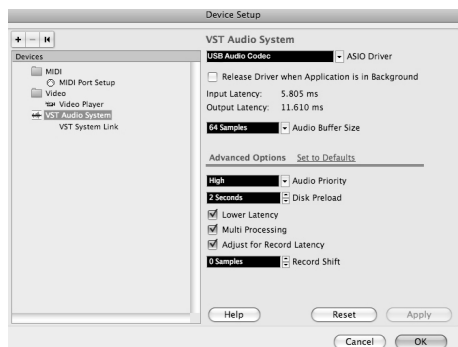 Device Setup
+ −
Devices
MIDI
MIDI Port Setup
Video
Video Player
VST Audio System
VST System Link
VST Audio System
USB Audio Codec ASIO Driver
Release Driver when Application is in Background
Input Latency: 5.805 ms
Output Latency: 11.610 ms
64 Samples Audio Buffer Size
Advanced Options Set to Defaults
High Audio Priority
2 Seconds Disk Preload
Lower Latency
Multi Processing
Adjust for Record Latency
0 Samples Record Shift
Help Reset Apply
Cancel OK